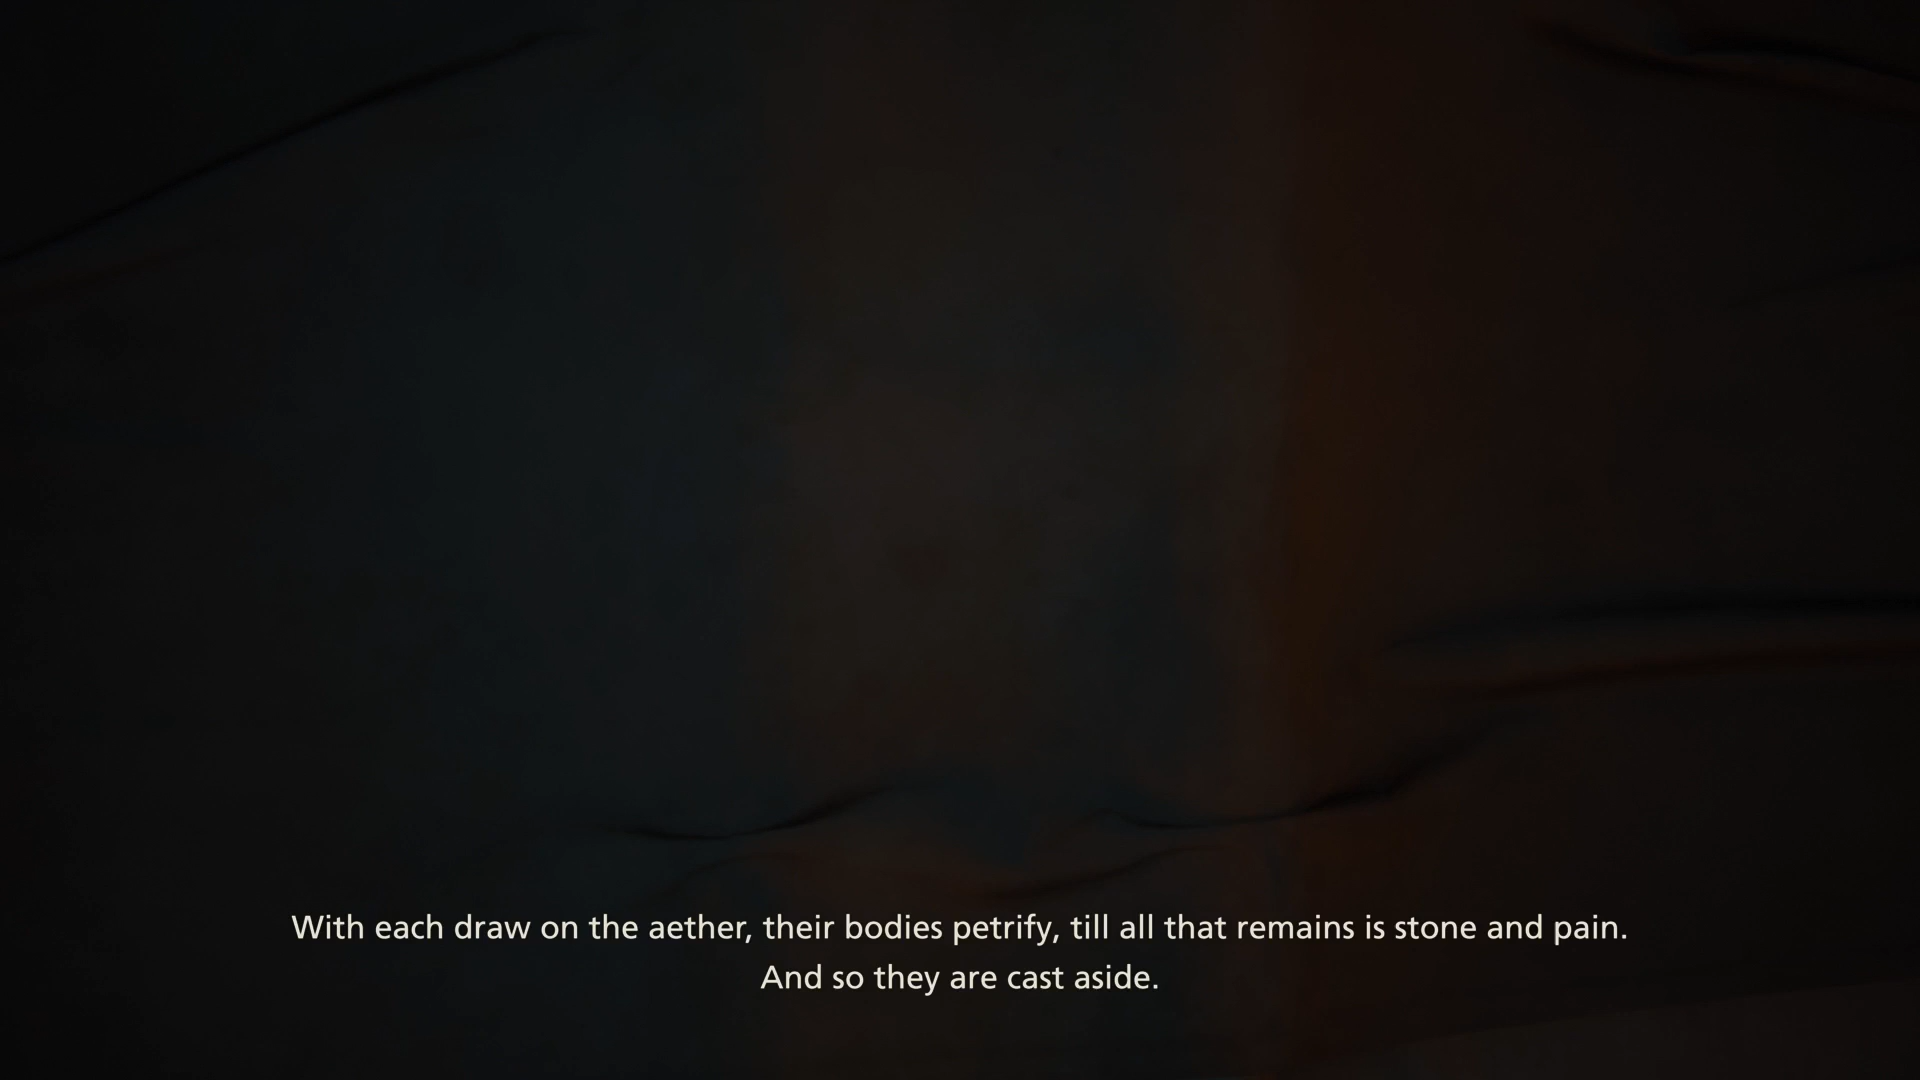 With each draw on the aether, their bodies petrify, till all that remains is stone and pain.
And so they are cast aside.